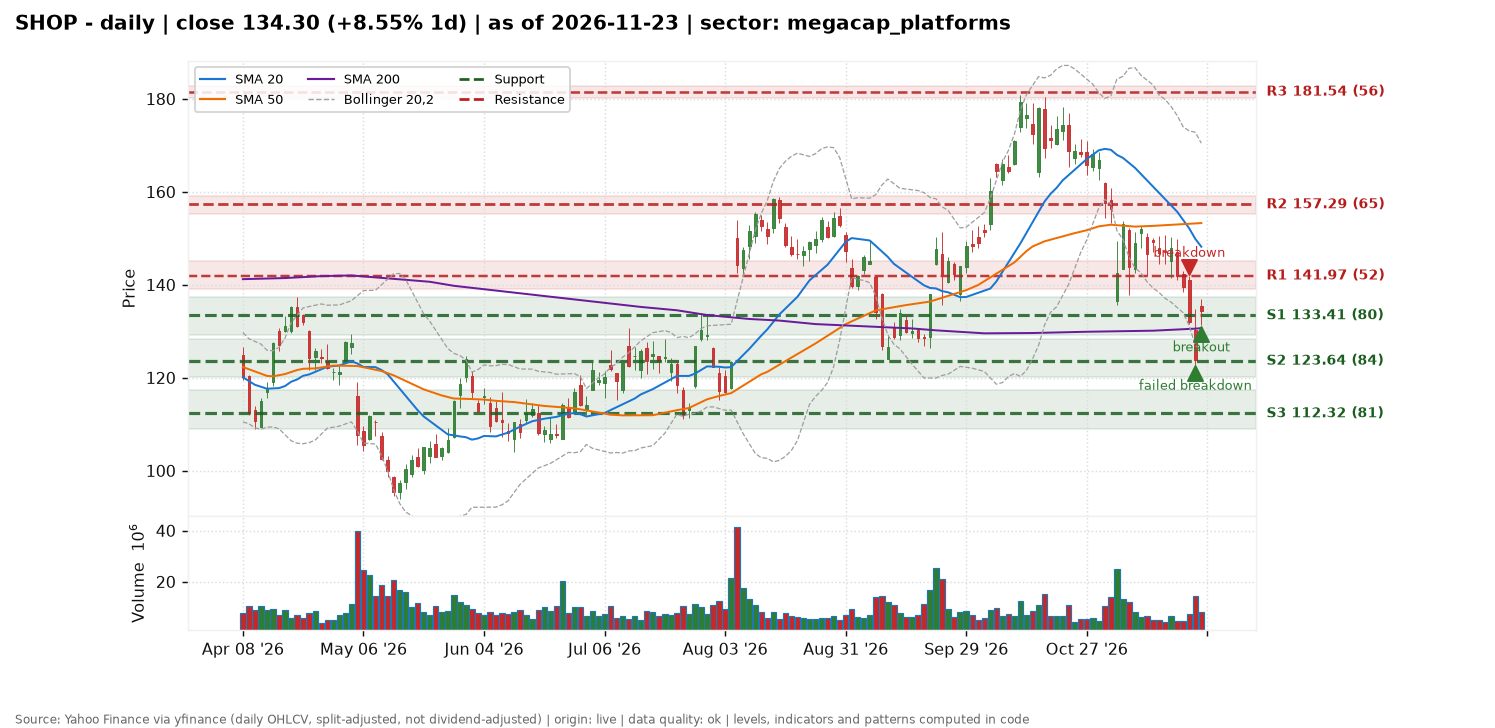 SHOP - daily | close 134.30 (+8.55% 1d) | as of 2026-11-23 | sector: megacap_platforms
SMA 20
SMA 50
SMA 200
Bollinger 20,2
Support
Resistance
Price
180
160
140
120
100
R3 181.54 (56)
R2 157.29 (65)
R1 141.97 (52)
S1 133.41 (80)
S2 123.64 (84)
S3 112.32 (81)
breakdown
breakout
failed breakdown
Volume 10⁶
40
20
Apr 08 '26
May 06 '26
Jun 04 '26
Jul 06 '26
Aug 03 '26
Aug 31 '26
Sep 29 '26
Oct 27 '26
Source: Yahoo Finance via yfinance (daily OHLCV, split-adjusted, not dividend-adjusted) | origin: live | data quality: ok | levels, indicators and patterns computed in code